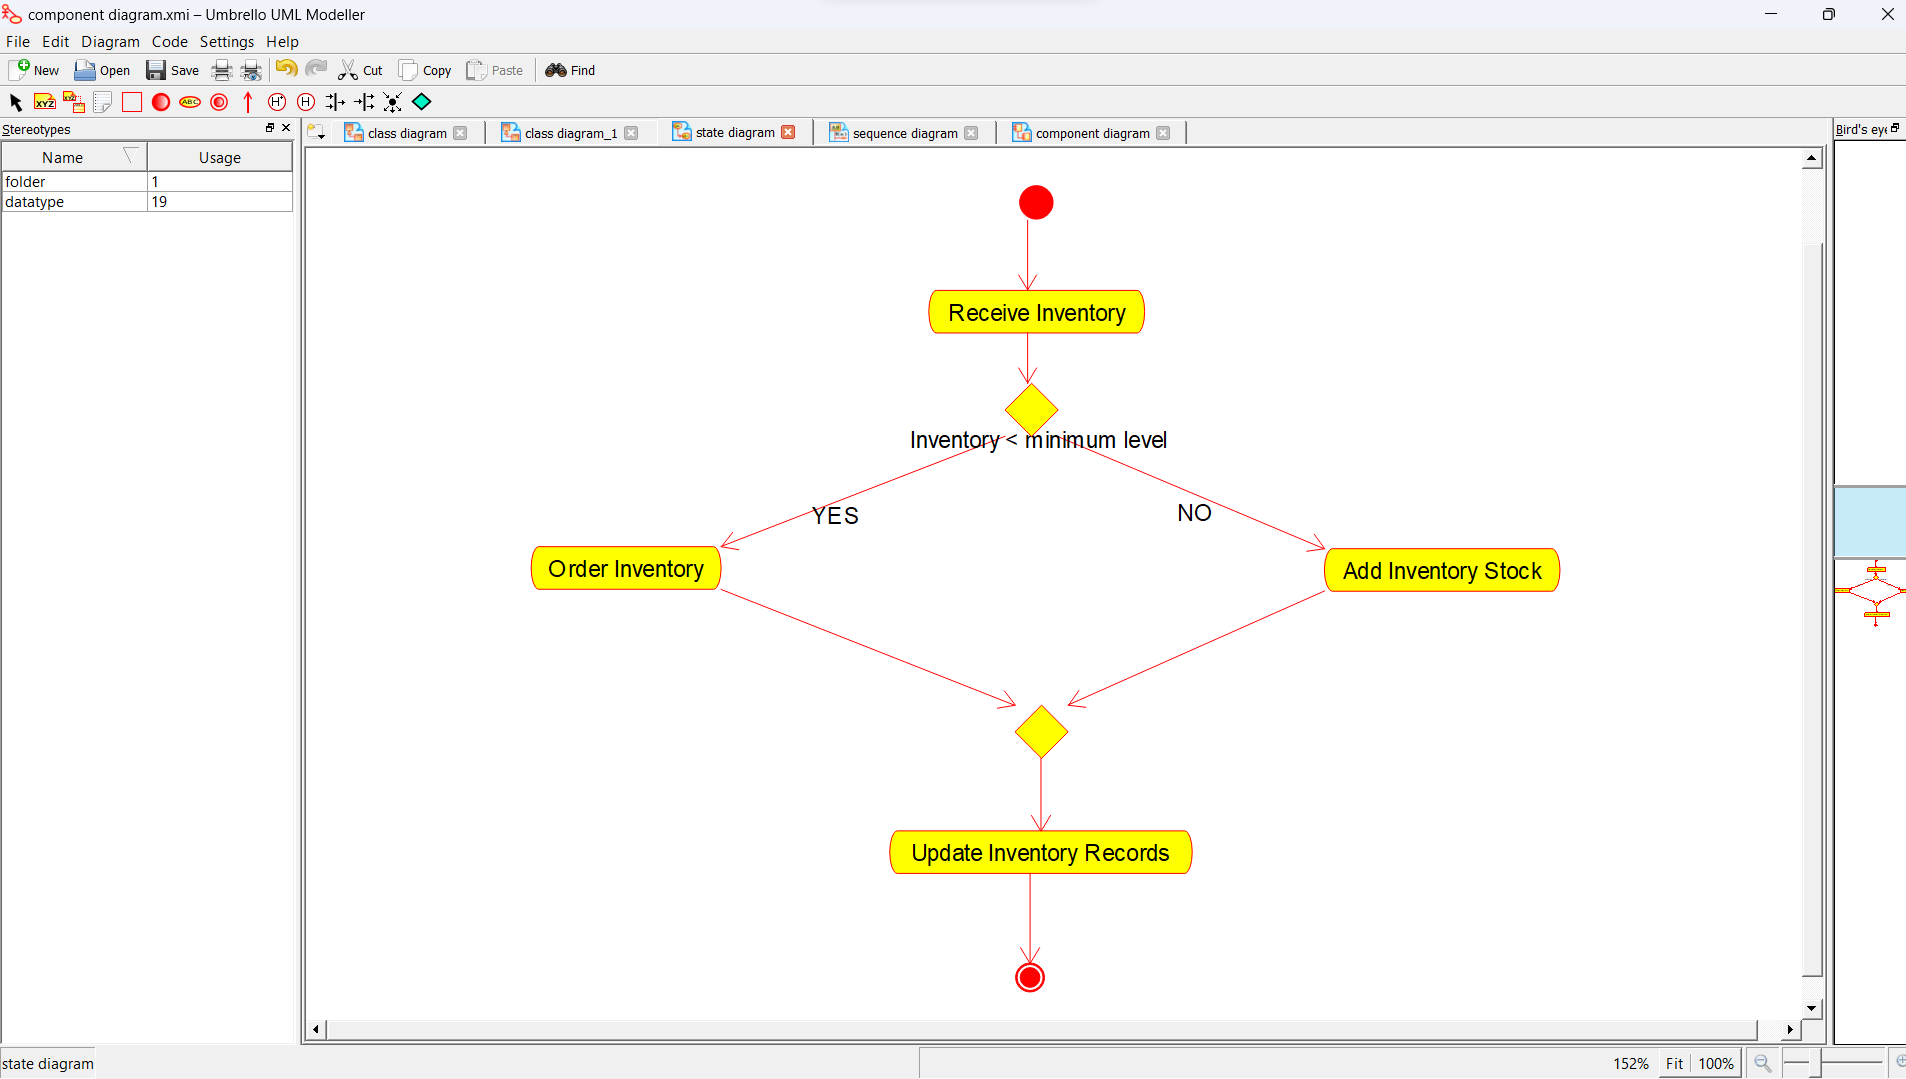 component diagram.xmi – Umbrello UML Modeller
File Edit Diagram Code Settings Help
New Open Save Cut Copy Paste Find
XYZ XYZ ABC H* H
Stereotypes
class diagram class diagram_1 state diagram sequence diagram component diagram
Bird's eye
Name Usage
folder 1
datatype 19
Receive Inventory
Inventory < minimum level
YES
NO
Order Inventory
Add Inventory Stock
Update Inventory Records
state diagram
152% Fit 100%